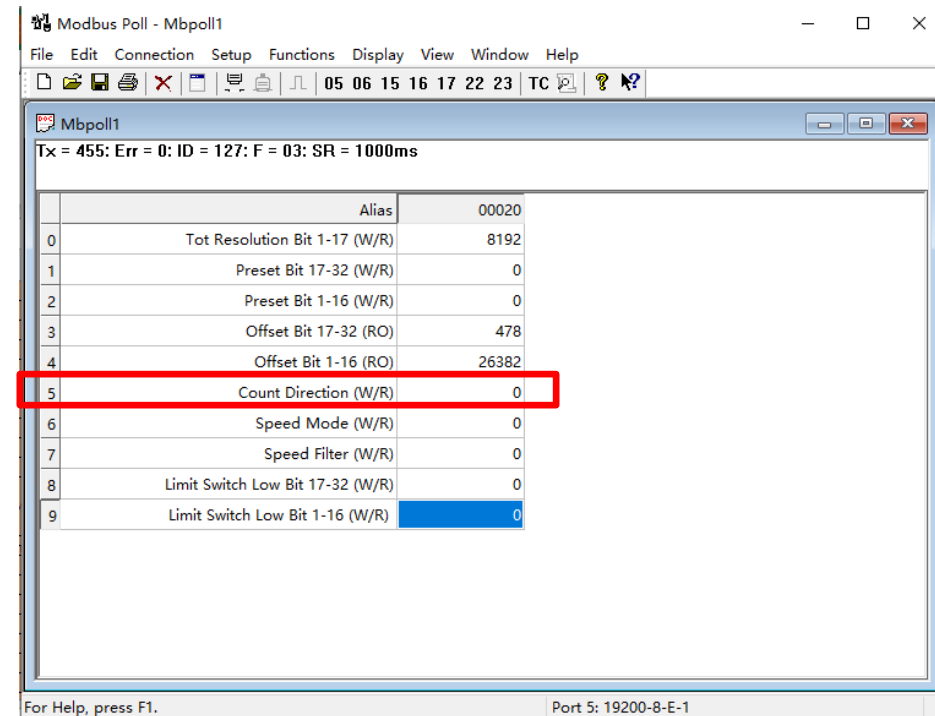 Modbus Poll - Mbpoll1
File Edit Connection Setup Functions Display View Window Help
05 06 15 16 17 22 23 TC
Mbpoll1
Tx = 455: Err = 0: ID = 127: F = 03: SR = 1000ms
Alias 00020
0 Tot Resolution Bit 1-17 (W/R) 8192
1 Preset Bit 17-32 (W/R) 0
2 Preset Bit 1-16 (W/R) 0
3 Offset Bit 17-32 (RO) 478
4 Offset Bit 1-16 (RO) 26382
5 Count Direction (W/R) 0
6 Speed Mode (W/R) 0
7 Speed Filter (W/R) 0
8 Limit Switch Low Bit 17-32 (W/R) 0
9 Limit Switch Low Bit 1-16 (W/R) 0
For Help, press F1. Port 5: 19200-8-E-1